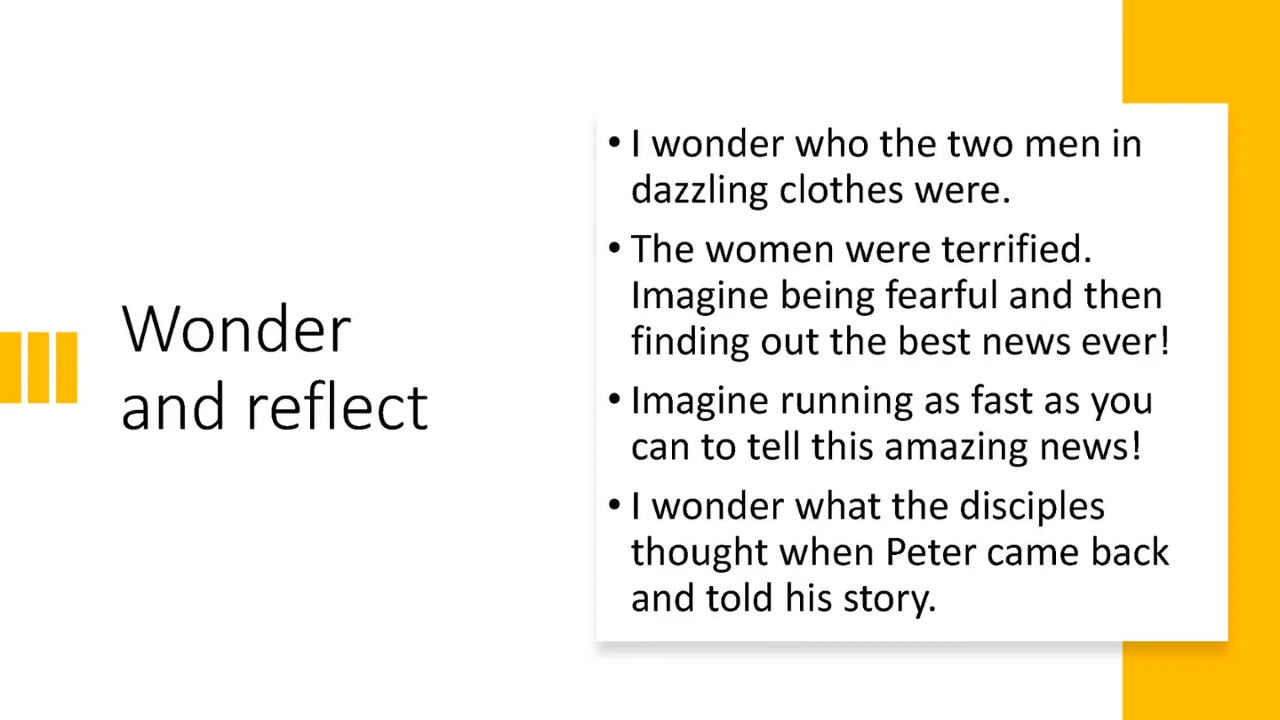 Wonder
and reflect
• I wonder who the two men in
dazzling clothes were.
• The women were terrified.
Imagine being fearful and then
finding out the best news ever!
• Imagine running as fast as you
can to tell this amazing news!
• I wonder what the disciples
thought when Peter came back
and told his story.